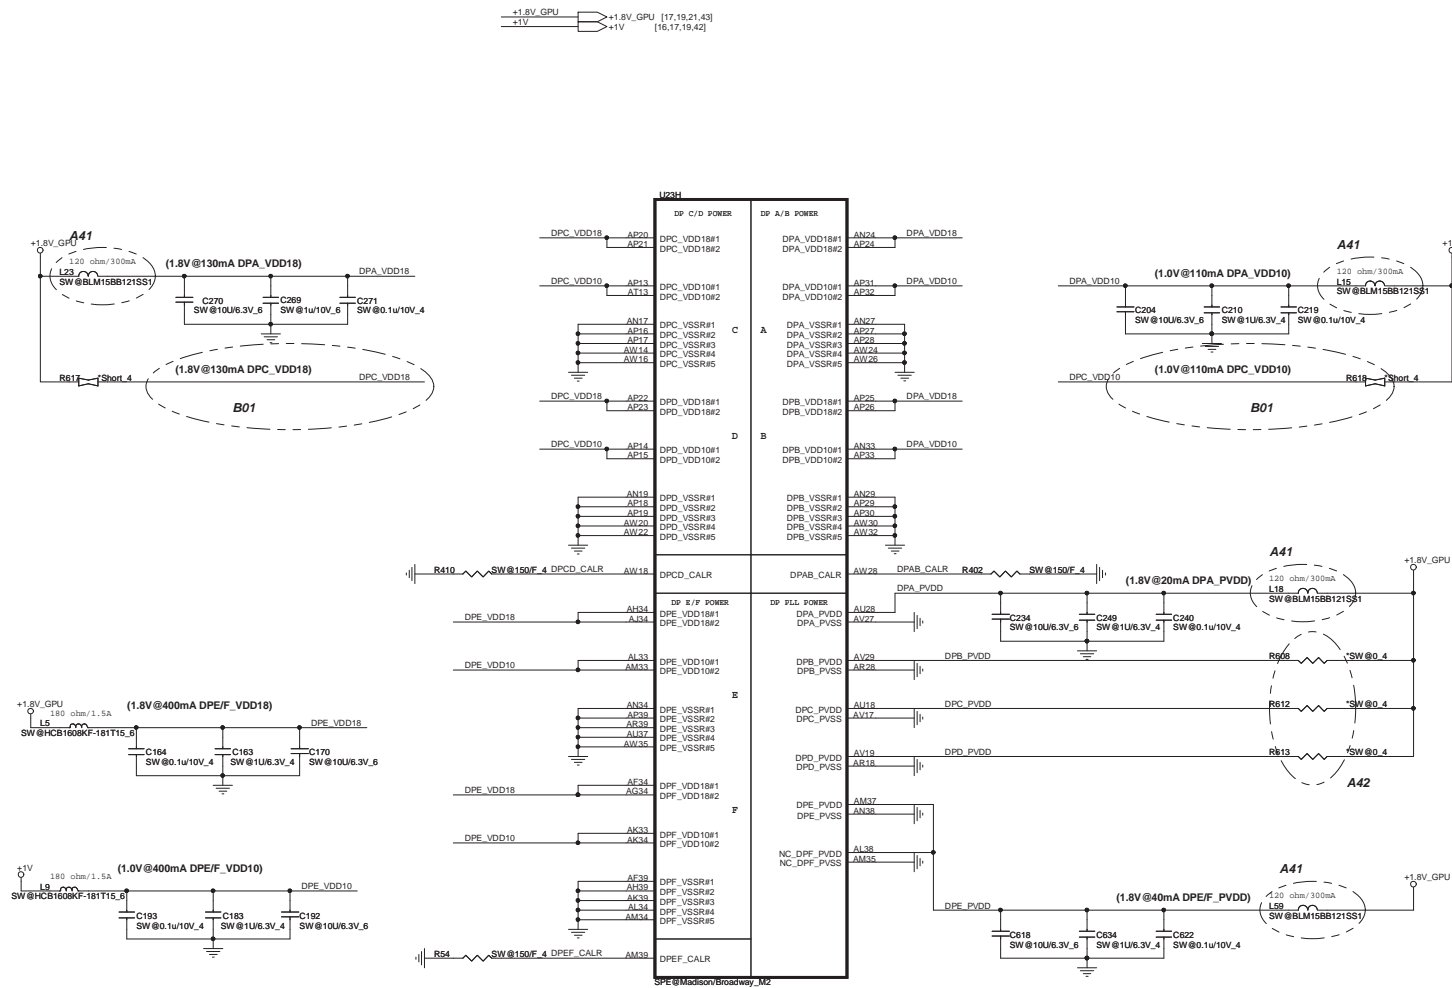 +1.8V_GPU
+1.8V_GPU [17,19,21,43]
+1V
+1V [16,17,19,42]
A41
+1.8V_GPU
120 ohm/300mA
L23
SW@BLM15BB121SS1
(1.8V@130mA DPA_VDD18)
DPA_VDD18
C270
SW@10U/6.3V_6
C269
SW@1u/10V_6
C271
SW@0.1u/10V_4
(1.8V@130mA DPC_VDD18)
R617
*Short_4
DPC_VDD18
B01
+1.8V_GPU
180 ohm/1.5A
L5
SW@HCB1608KF-181T15_6
(1.8V@400mA DPE/F_VDD18)
DPE_VDD18
C164
SW@0.1u/10V_4
C163
SW@1U/6.3V_4
C170
SW@10U/6.3V_6
+1V
180 ohm/1.5A
L9
SW@HCB1608KF-181T15_6
(1.0V@400mA DPE/F_VDD10)
DPE_VDD10
C193
SW@0.1u/10V_4
C183
SW@1U/6.3V_4
C192
SW@10U/6.3V_6
U23H
DP C/D POWER
DPC_VDD18
AP20 DPC_VDD18#1
AP21 DPC_VDD18#2
DPC_VDD10
AP13 DPC_VDD10#1
AT13 DPC_VDD10#2
AN17 DPC_VSSR#1
AP16 DPC_VSSR#2
AP17 DPC_VSSR#3
AW14 DPC_VSSR#4
AW16 DPC_VSSR#5
C
DPC_VDD18
AP22 DPD_VDD18#1
AP23 DPD_VDD18#2
D
DPC_VDD10
AP14 DPD_VDD10#1
AP15 DPD_VDD10#2
AN19 DPD_VSSR#1
AP18 DPD_VSSR#2
AP19 DPD_VSSR#3
AW20 DPD_VSSR#4
AW22 DPD_VSSR#5
R410
SW@150/F_4
DPCD_CALR
AW18 DPCD_CALR
DP E/F POWER
DPE_VDD18
AH34 DPE_VDD18#1
AJ34 DPE_VDD18#2
DPE_VDD10
AL33 DPE_VDD10#1
AM33 DPE_VDD10#2
E
AN34 DPE_VSSR#1
AP39 DPE_VSSR#2
AR39 DPE_VSSR#3
AU37 DPE_VSSR#4
AW35 DPE_VSSR#5
DPE_VDD18
AF34 DPF_VDD18#1
AG34 DPF_VDD18#2
F
DPE_VDD10
AK33 DPF_VDD10#1
AK34 DPF_VDD10#2
AF39 DPF_VSSR#1
AH39 DPF_VSSR#2
AK39 DPF_VSSR#3
AL34 DPF_VSSR#4
AM34 DPF_VSSR#5
R54
SW@150/F_4
DPEF_CALR
AM39 DPEF_CALR
SPE@Madison/Broadway_M2
DP A/B POWER
DPA_VDD18#1 AN24
DPA_VDD18#2 AP24
DPA_VDD18
DPA_VDD10#1 AP31
DPA_VDD10#2 AP32
DPA_VDD10
A
DPA_VSSR#1 AN27
DPA_VSSR#2 AP27
DPA_VSSR#3 AP28
DPA_VSSR#4 AW24
DPA_VSSR#5 AW26
DPB_VDD18#1 AP25
DPB_VDD18#2 AP26
DPA_VDD18
B
DPB_VDD10#1 AN33
DPB_VDD10#2 AP33
DPA_VDD10
DPB_VSSR#1 AN29
DPB_VSSR#2 AP29
DPB_VSSR#3 AP30
DPB_VSSR#4 AW30
DPB_VSSR#5 AW32
DPAB_CALR AW28
DPAB_CALR
R402
SW@150/F_4
DP PLL POWER
DPA_PVDD AU28
DPA_PVSS AV27
DPA_PVDD
DPB_PVDD AV29
DPB_PVSS AR28
DPB_PVDD
DPC_PVDD AU18
DPC_PVSS AV17
DPC_PVDD
DPD_PVDD AV19
DPD_PVSS AR18
DPD_PVDD
DPE_PVDD AM37
DPE_PVSS AN38
NC_DPF_PVDD AL38
NC_DPF_PVSS AM35
DPE_PVDD
A41
+1
120 ohm/300mA
L15
SW@BLM15BB121SS1
(1.0V@110mA DPA_VDD10)
DPA_VDD10
C204
SW@10U/6.3V_6
C210
SW@1U/6.3V_4
C219
SW@0.1u/10V_4
(1.0V@110mA DPC_VDD10)
DPC_VDD10
R618
*Short_4
B01
A41
+1.8V_GPU
(1.8V@20mA DPA_PVDD)
120 ohm/300mA
L18
SW@BLM15BB121SS1
C234
SW@10U/6.3V_6
C249
SW@1U/6.3V_4
C240
SW@0.1u/10V_4
R608
*SW@0_4
R612
*SW@0_4
R613
*SW@0_4
A42
A41
+1.8V_GPU
(1.8V@40mA DPE/F_PVDD)
120 ohm/300mA
L59
SW@BLM15BB121SS1
C618
SW@10U/6.3V_6
C634
SW@1U/6.3V_4
C622
SW@0.1u/10V_4